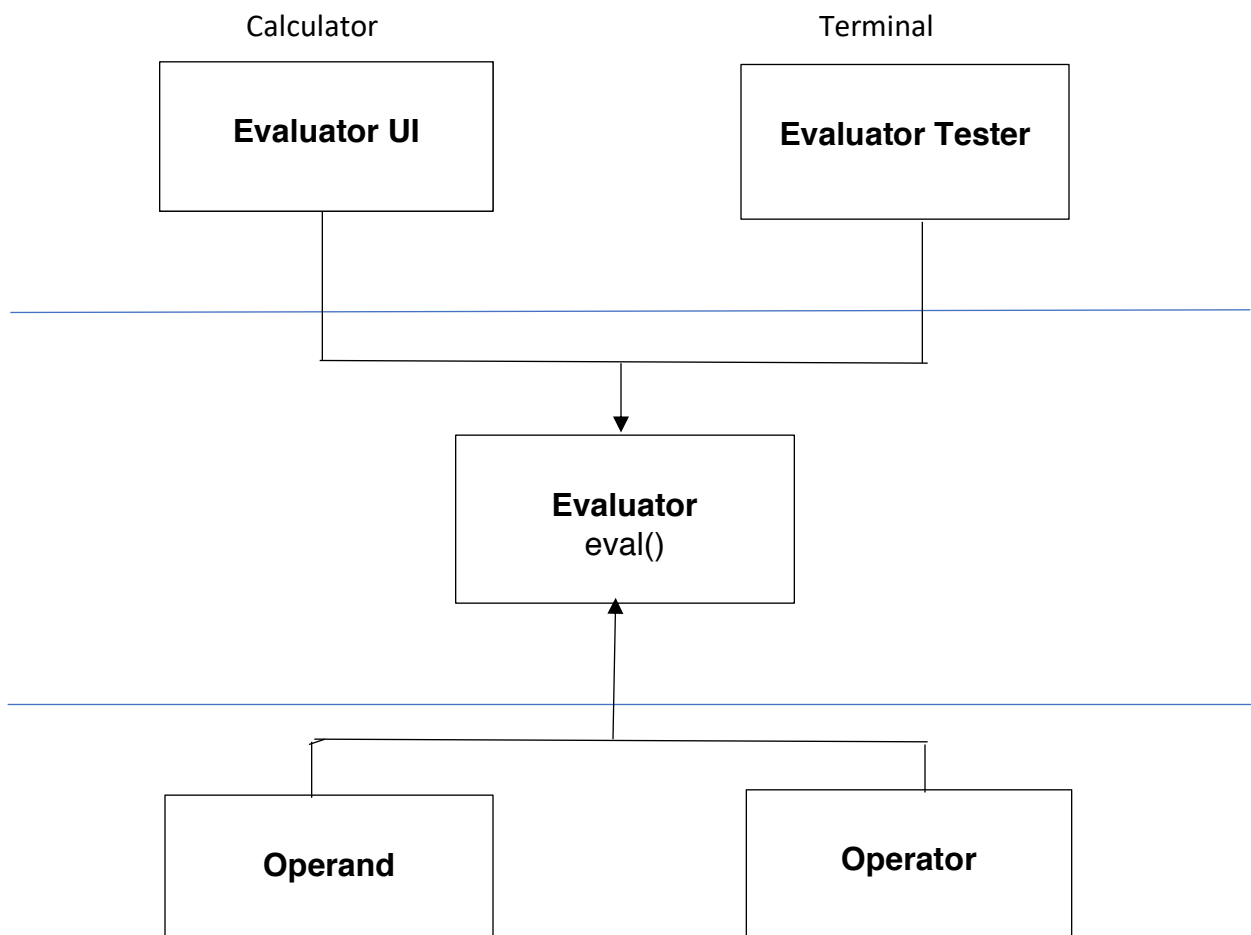 Calculator
Terminal
Evaluator UI
Evaluator Tester
Evaluator
eval()
Operand
Operator